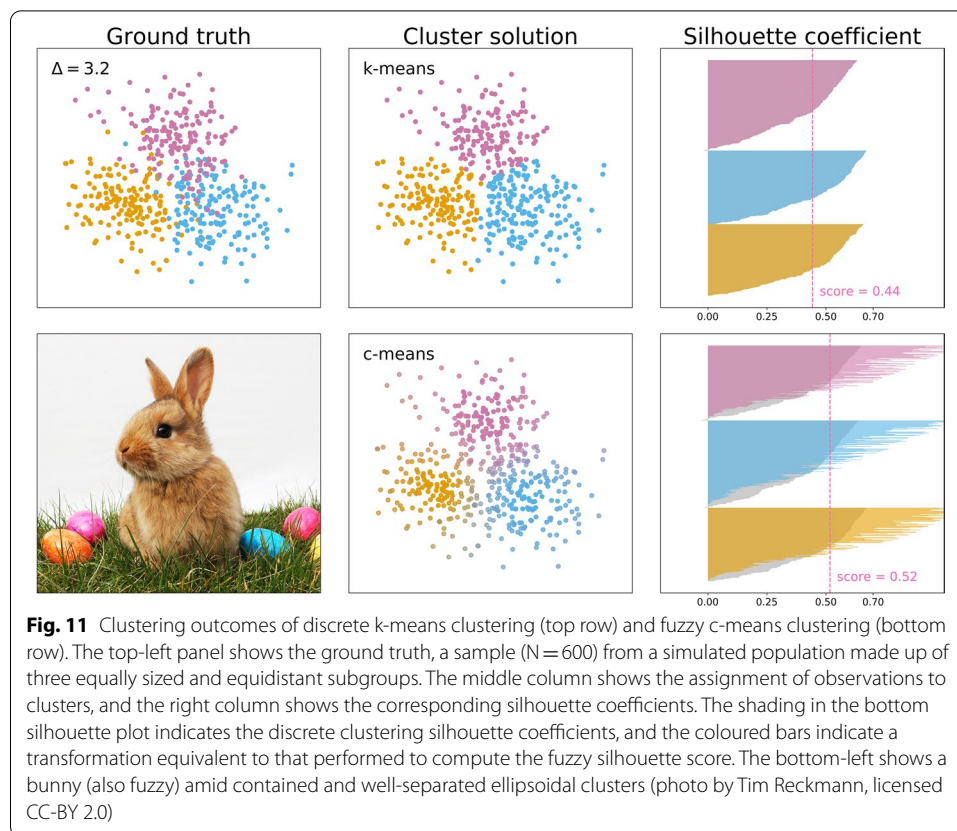 Ground truth
Cluster solution
Silhouette coefficient
Δ = 3.2
k-means
score = 0.44
0.00 0.25 0.50 0.70
c-means
score = 0.52
0.00 0.25 0.50 0.70
Fig. 11 Clustering outcomes of discrete k-means clustering (top row) and fuzzy c-means clustering (bottom
row). The top-left panel shows the ground truth, a sample (N = 600) from a simulated population made up of
three equally sized and equidistant subgroups. The middle column shows the assignment of observations to
clusters, and the right column shows the corresponding silhouette coefficients. The shading in the bottom
silhouette plot indicates the discrete clustering silhouette coefficients, and the coloured bars indicate a
transformation equivalent to that performed to compute the fuzzy silhouette score. The bottom-left shows a
bunny (also fuzzy) amid contained and well-separated ellipsoidal clusters (photo by Tim Reckmann, licensed
CC-BY 2.0)